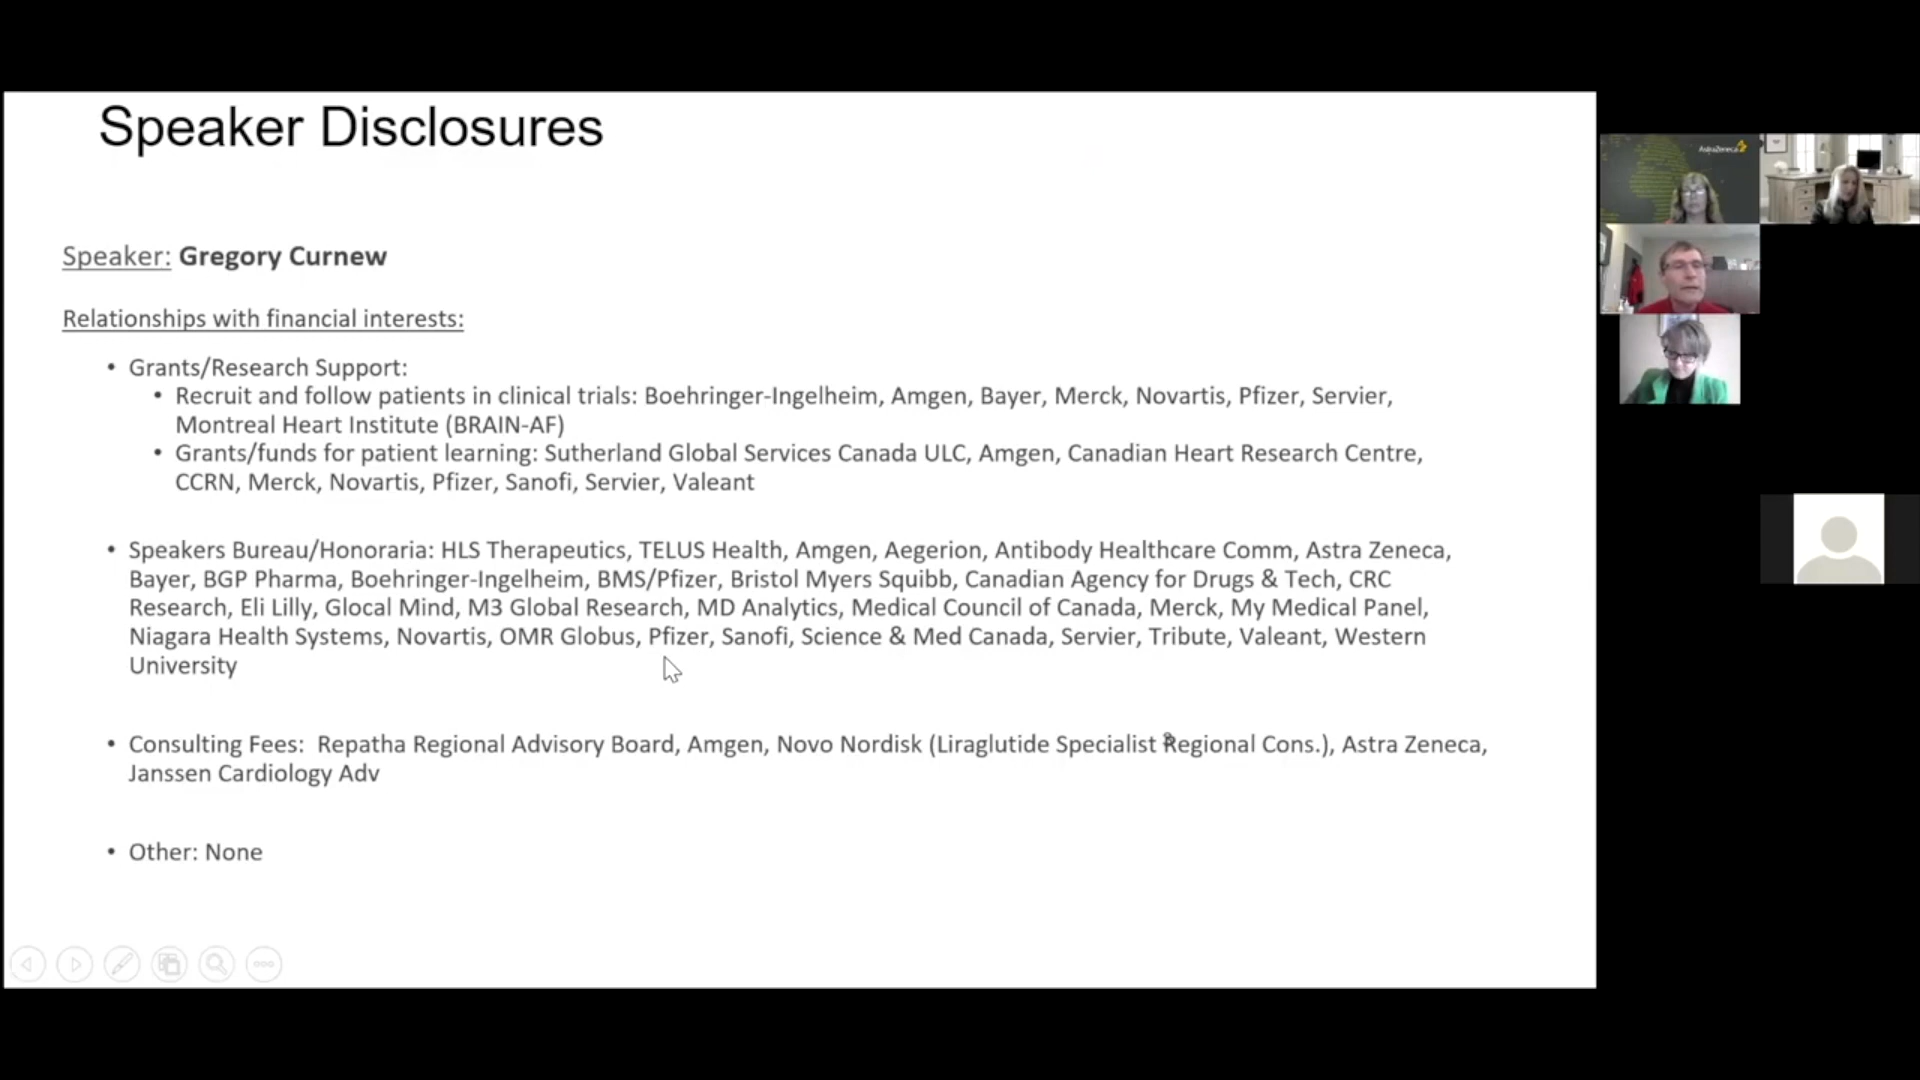 Speaker Disclosures
Speaker: Gregory Curnew
Relationships with financial interests:
• Grants/Research Support:
• Recruit and follow patients in clinical trials: Boehringer-Ingelheim, Amgen, Bayer, Merck, Novartis, Pfizer, Servier,
Montreal Heart Institute (BRAIN-AF)
• Grants/funds for patient learning: Sutherland Global Services Canada ULC, Amgen, Canadian Heart Research Centre,
CCRN, Merck, Novartis, Pfizer, Sanofi, Servier, Valeant
• Speakers Bureau/Honoraria: HLS Therapeutics, TELUS Health, Amgen, Aegerion, Antibody Healthcare Comm, Astra Zeneca,
Bayer, BGP Pharma, Boehringer-Ingelheim, BMS/Pfizer, Bristol Myers Squibb, Canadian Agency for Drugs & Tech, CRC
Research, Eli Lilly, Glocal Mind, M3 Global Research, MD Analytics, Medical Council of Canada, Merck, My Medical Panel,
Niagara Health Systems, Novartis, OMR Globus, Pfizer, Sanofi, Science & Med Canada, Servier, Tribute, Valeant, Western
University
• Consulting Fees: Repatha Regional Advisory Board, Amgen, Novo Nordisk (Liraglutide Specialist Regional Cons.), Astra Zeneca,
Janssen Cardiology Adv
• Other: None
AstraZeneca